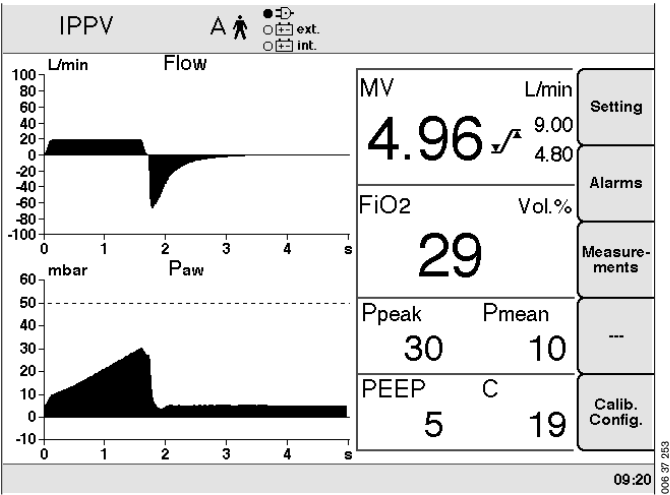 IPPV
A
ext.
int.
L/min Flow
100
80
60
40
20
0
-20
-40
-60
-80
-100
0 1 2 3 4 s
mbar Paw
60
50
40
30
20
10
0
-10
0 1 2 3 4 s
MV L/min
4.96 9.00
4.80
FiO2 Vol.%
29
Ppeak Pmean
30 10
PEEP C
5 19
Setting
Alarms
Measure-
ments
---
Calib.
Config.
09:20
006 37 253